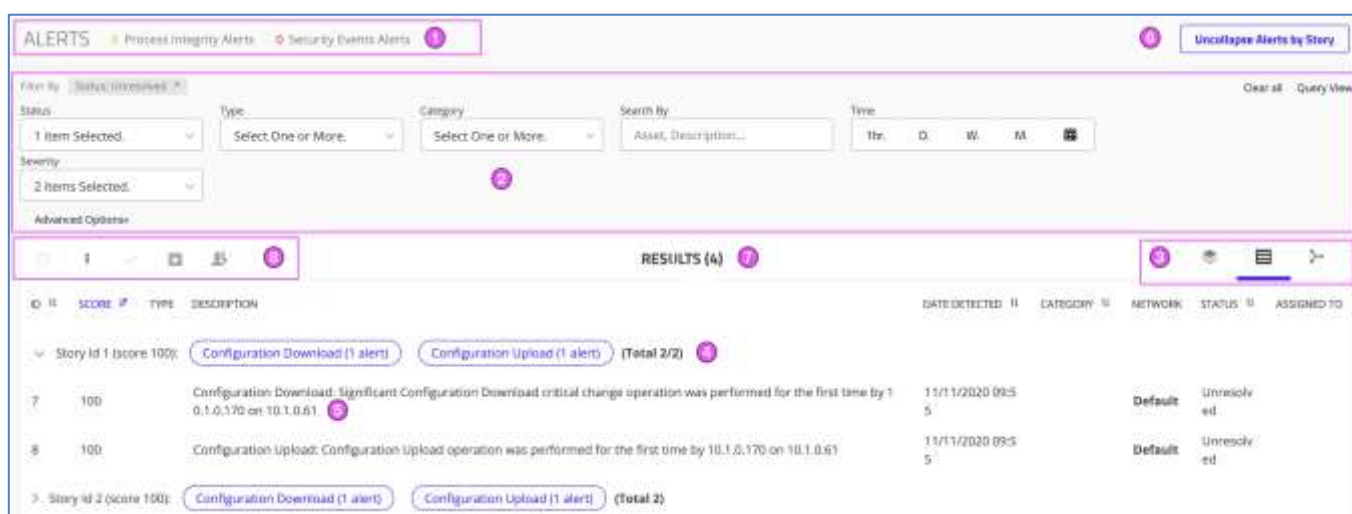 ALERTS Process Integrity Alerts Security Events Alerts 1 6 Uncollapse Alerts by Story
Filter By Status: Unresolved × Clear all Query View
Status Type Category Search By Time
1 Item Selected. Select One or More. Select One or More. Asset, Description... 1hr. D. W. M.
Severity
2 Items Selected. 2
Advanced Options+
8 RESULTS (4) 7 3
ID SCORE TYPE DESCRIPTION DATE DETECTED CATEGORY NETWORK STATUS ASSIGNED TO
Story Id 1 (score 100): Configuration Download (1 alert) Configuration Upload (1 alert) (Total 2/2) 4
7 100 Configuration Download: Significant Configuration Download critical change operation was performed for the first time by 1 11/11/2020 09:5 Default Unresolv
0.1.0.170 on 10.1.0.61 5 5 ed
8 100 Configuration Upload: Configuration Upload operation was performed for the first time by 10.1.0.170 on 10.1.0.61 11/11/2020 09:5 Default Unresolv
5 ed
Story Id 2 (score 100): Configuration Download (1 alert) Configuration Upload (1 alert) (Total 2)